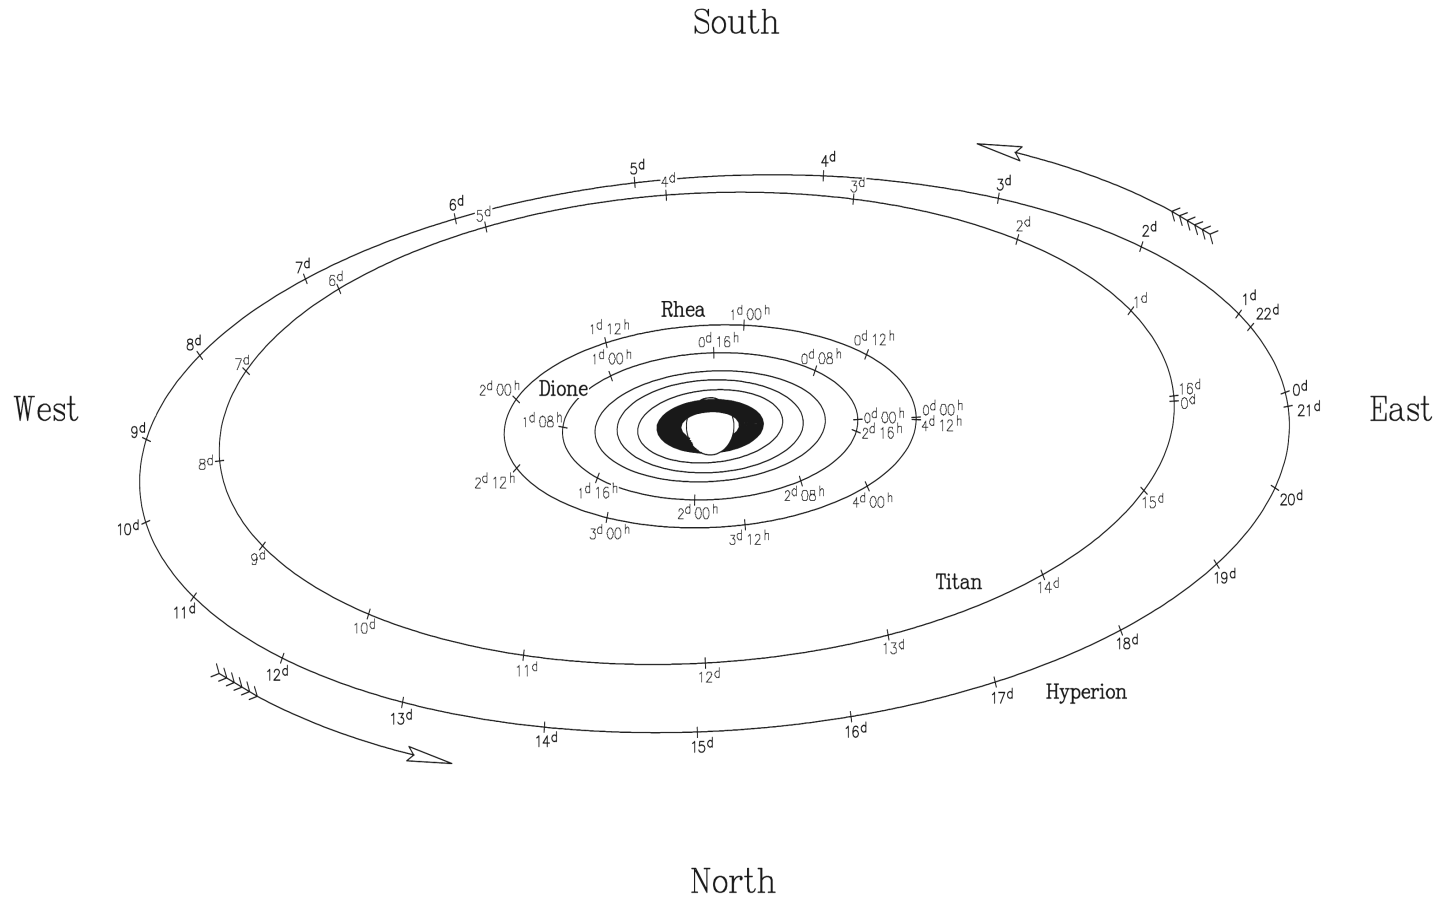 South
4d
5d
3d
4d
3d
6d
5d
2d
2d
7d
6d
1d
1d
22d
Rhea
1d 00h
1d 12h
0d 12h
8d
0d 16h
1d 00h
0d 08h
7d
2d 00h
Dione
16d
0d
0d
West
21d
East
0d 00h
0d 00h
1d 08h
4d 12h
2d 16h
9d
8d
2d 12h
1d 16h
2d 08h
4d 00h
15d
20d
2d 00h
10d
3d 00h
3d 12h
9d
19d
Titan
14d
11d
10d
18d
13d
12d
11d
12d
17d
Hyperion
13d
16d
14d
15d
North